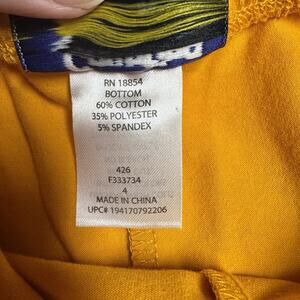 RN 18854
BOTTOM
60% COTTON
35% POLYESTER
5% SPANDEX
426
F333734
4
MADE IN CHINA
UPC# 194170792206